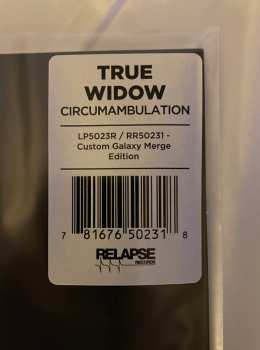 TRUE
WIDOW
CIRCUMAMBULATION
LP5023R / RR50231 -
Custom Galaxy Merge
Edition
7 81676 50231 8
RELAPSE
RECORDS